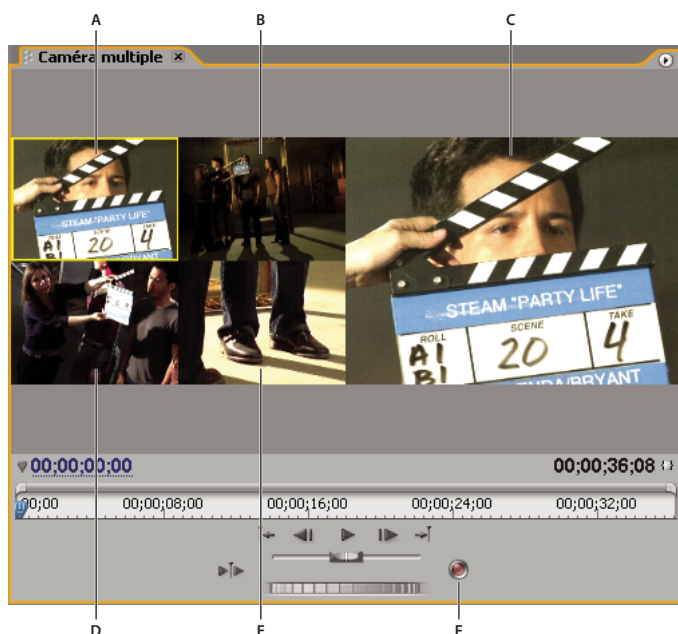 A B C
Caméra multiple
STEAM "PARTY LIFE"
SCENE
A1 20 4
STEAM "PARTY LIFE"
ROLL SCENE TAKE
A1 20 4
B1
/BRYANT
00;00;00;00 00;00;36;08
00;00 00;00;08;00 00;00;16;00 00;00;24;00 00;00;32;00
D E F